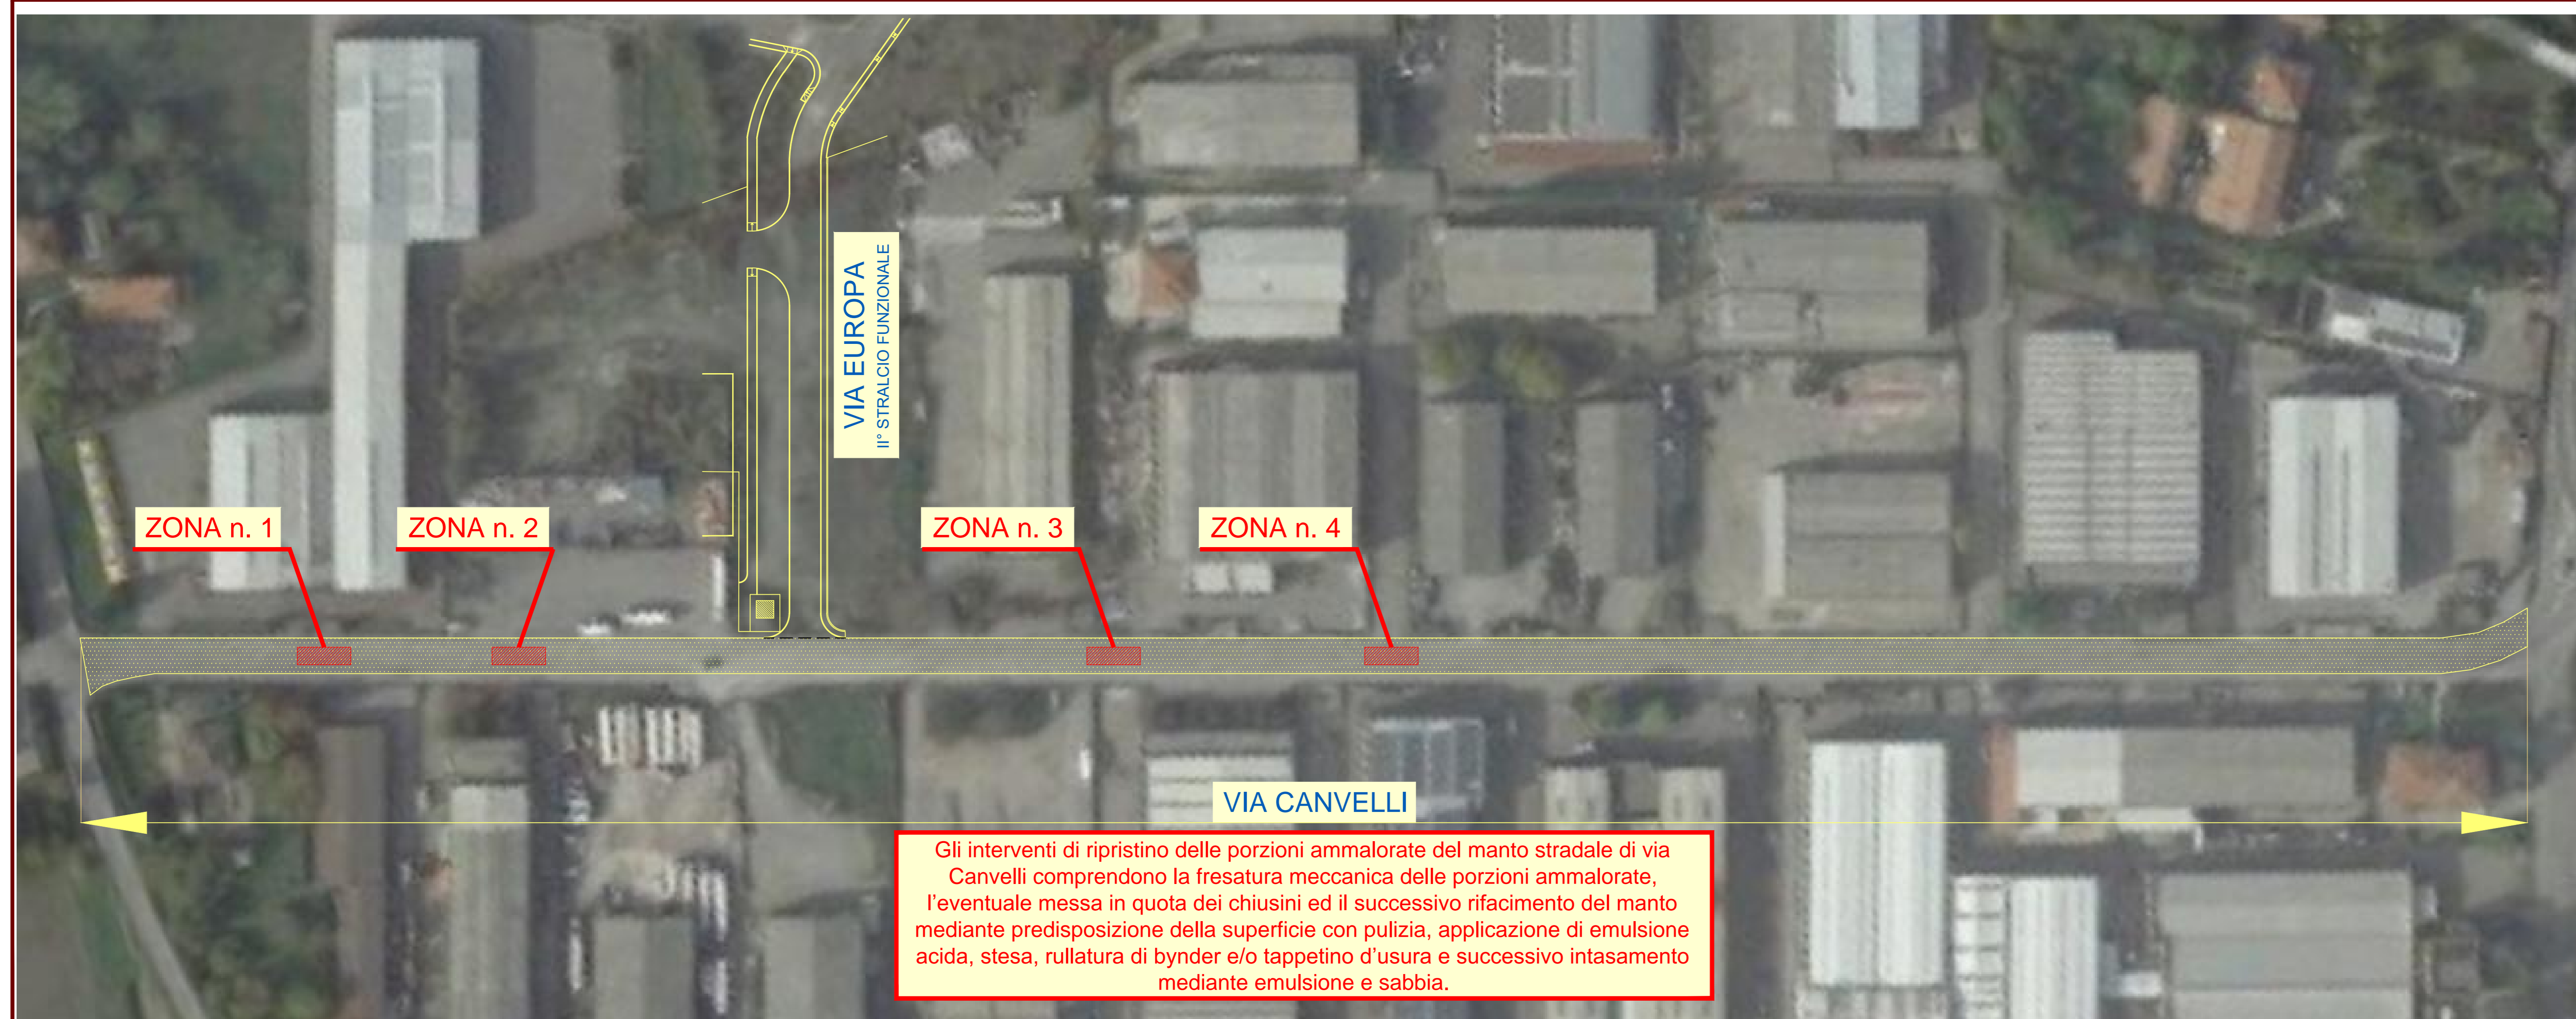 VIA EUROPA
II° STRALCIO FUNZIONALE
ZONA n. 1
ZONA n. 2
ZONA n. 3
ZONA n. 4
VIA CANVELLI
Gli interventi di ripristino delle porzioni ammalorate del manto stradale di via
Canvelli comprendono la fresatura meccanica delle porzioni ammalorate,
l'eventuale messa in quota dei chiusini ed il successivo rifacimento del manto
mediante predisposizione della superficie con pulizia, applicazione di emulsione
acida, stesa, rullatura di bynder e/o tappetino d'usura e successivo intasamento
mediante emulsione e sabbia.